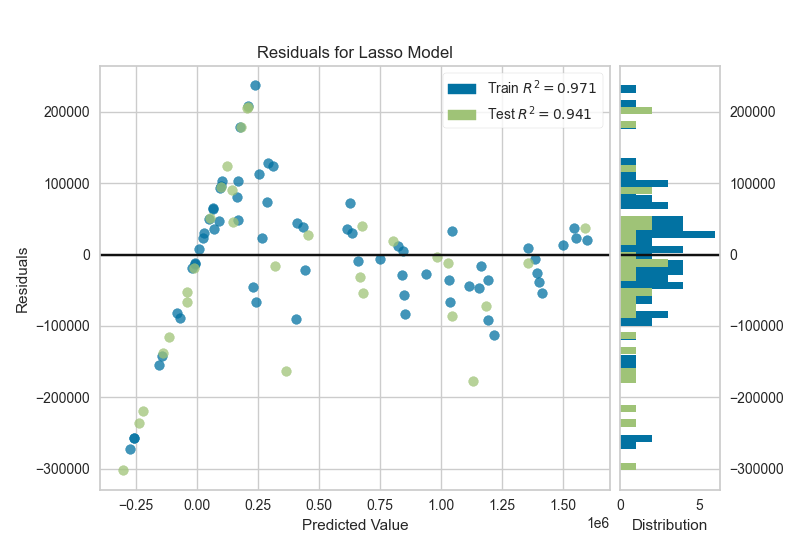 Residuals for Lasso Model
Train R² = 0.971
Test R² = 0.941
200000
100000
0
−100000
−200000
−300000
Residuals
−0.25 0.00 0.25 0.50 0.75 1.00 1.25 1.50
1e6
Predicted Value
200000
100000
0
−100000
−200000
−300000
0 5
Distribution